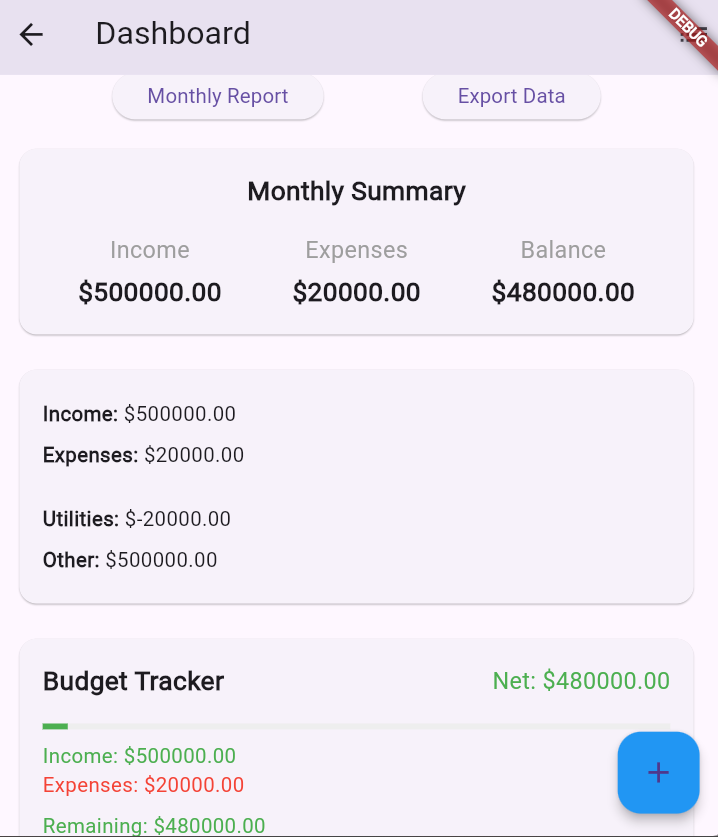 Dashboard
DEBUG
Monthly Report
Export Data
Monthly Summary
Income
Expenses
Balance
$500000.00
$20000.00
$480000.00
Income: $500000.00
Expenses: $20000.00
Utilities: $-20000.00
Other: $500000.00
Budget Tracker
Net: $480000.00
Income: $500000.00
Expenses: $20000.00
Remaining: $480000.00